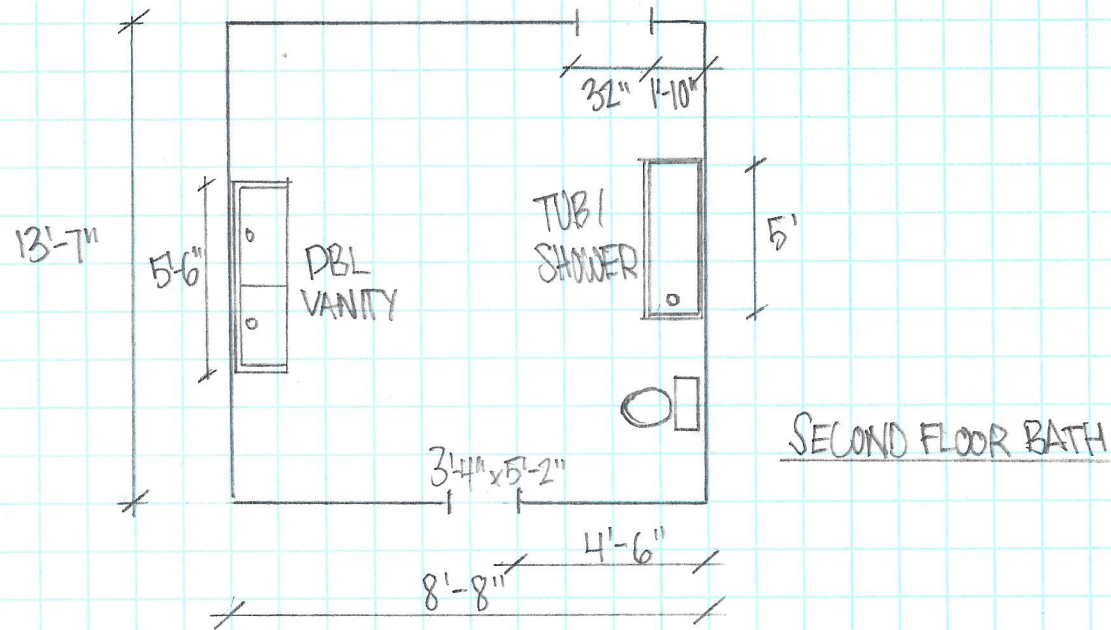 32" 1'-10"
13'-7"
5'-6"
DBL
VANITY
TUB/
SHOWER
5'
SECOND FLOOR BATH
3'-4" x 5'-2"
4'-6"
8'-8"